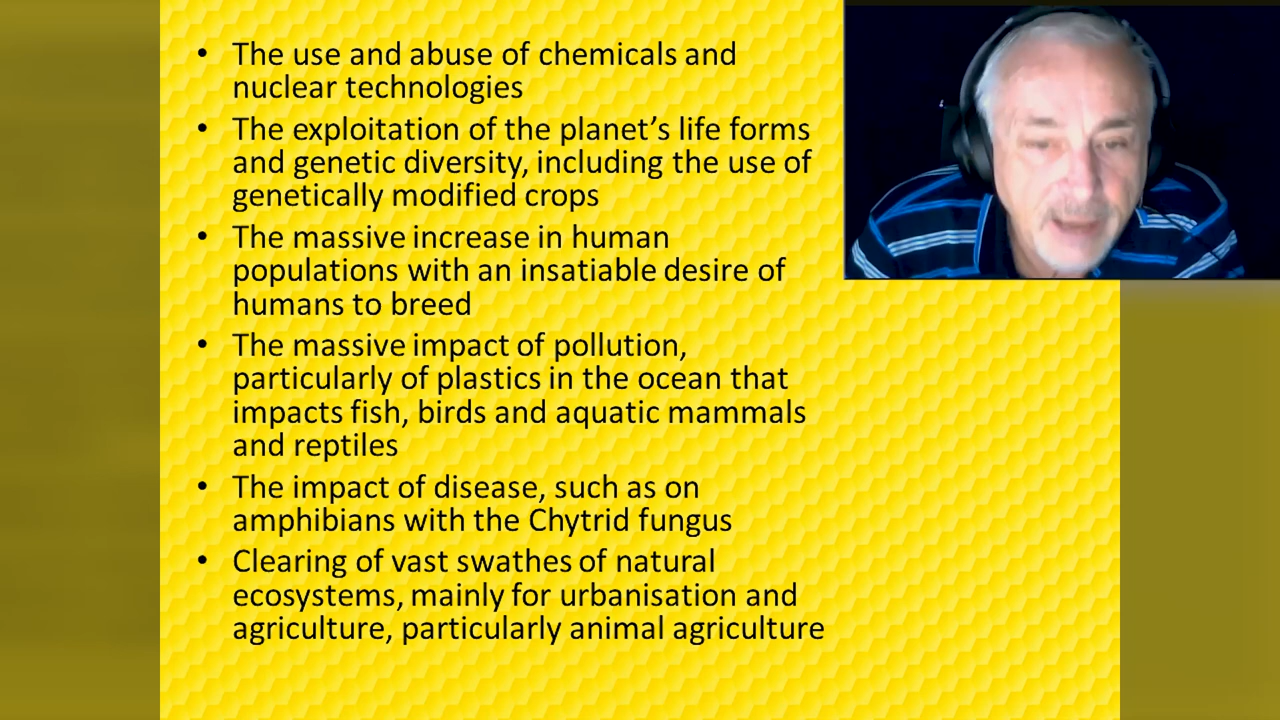 • The use and abuse of chemicals and
nuclear technologies
• The exploitation of the planet’s life forms
and genetic diversity, including the use of
genetically modified crops
• The massive increase in human
populations with an insatiable desire of
humans to breed
• The massive impact of pollution,
particularly of plastics in the ocean that
impacts fish, birds and aquatic mammals
and reptiles
• The impact of disease, such as on
amphibians with the Chytrid fungus
• Clearing of vast swathes of natural
ecosystems, mainly for urbanisation and
agriculture, particularly animal agriculture